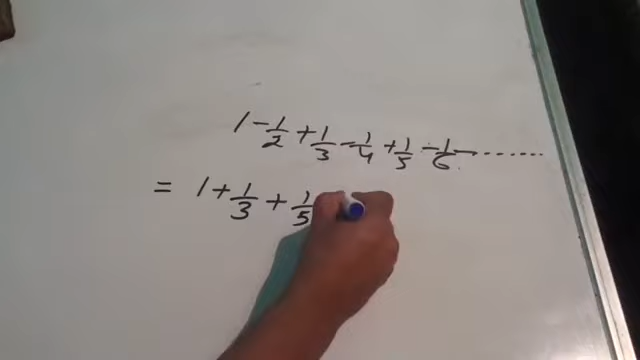 1 - 1/2 + 1/3 - 1/4 + 1/5 - 1/6 - .......
= 1 + 1/3 + 1/5